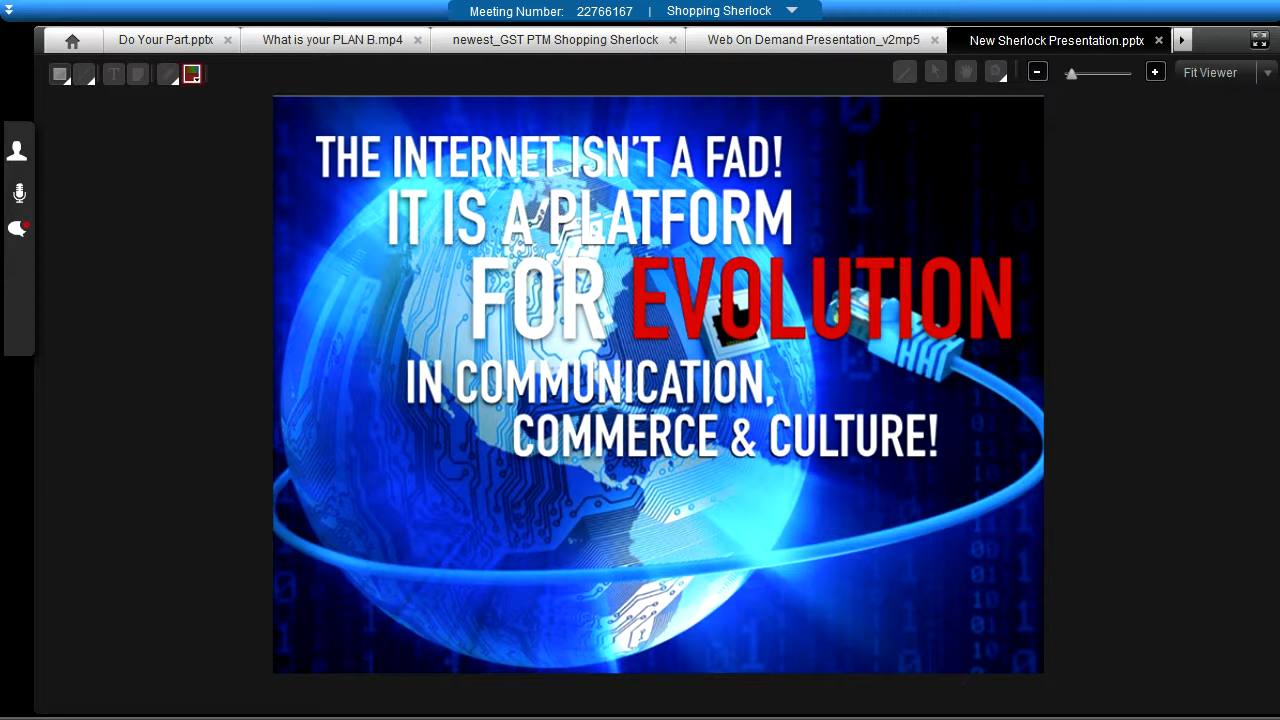 Meeting Number: 22766167 | Shopping Sherlock
Do Your Part.pptx
What is your PLAN B.mp4
newest_GST PTM Shopping Sherlock
Web On Demand Presentation_v2mp5
New Sherlock Presentation.pptx
T
Fit Viewer
THE INTERNET ISN'T A FAD!
IT IS A PLATFORM
FOR EVOLUTION
IN COMMUNICATION,
COMMERCE & CULTURE!